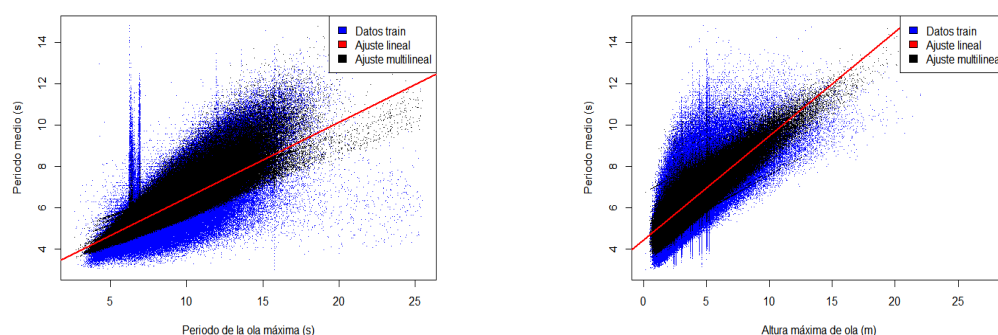 Datos train
Ajuste lineal
Ajuste multilineal
Periodo medio (s)
14
12
10
8
6
4
5
10
15
20
25
Periodo de la ola máxima (s)
Datos train
Ajuste lineal
Ajuste multilineal
Periodo medio (s)
14
12
10
8
6
4
0
5
10
15
20
25
Altura máxima de ola (m)